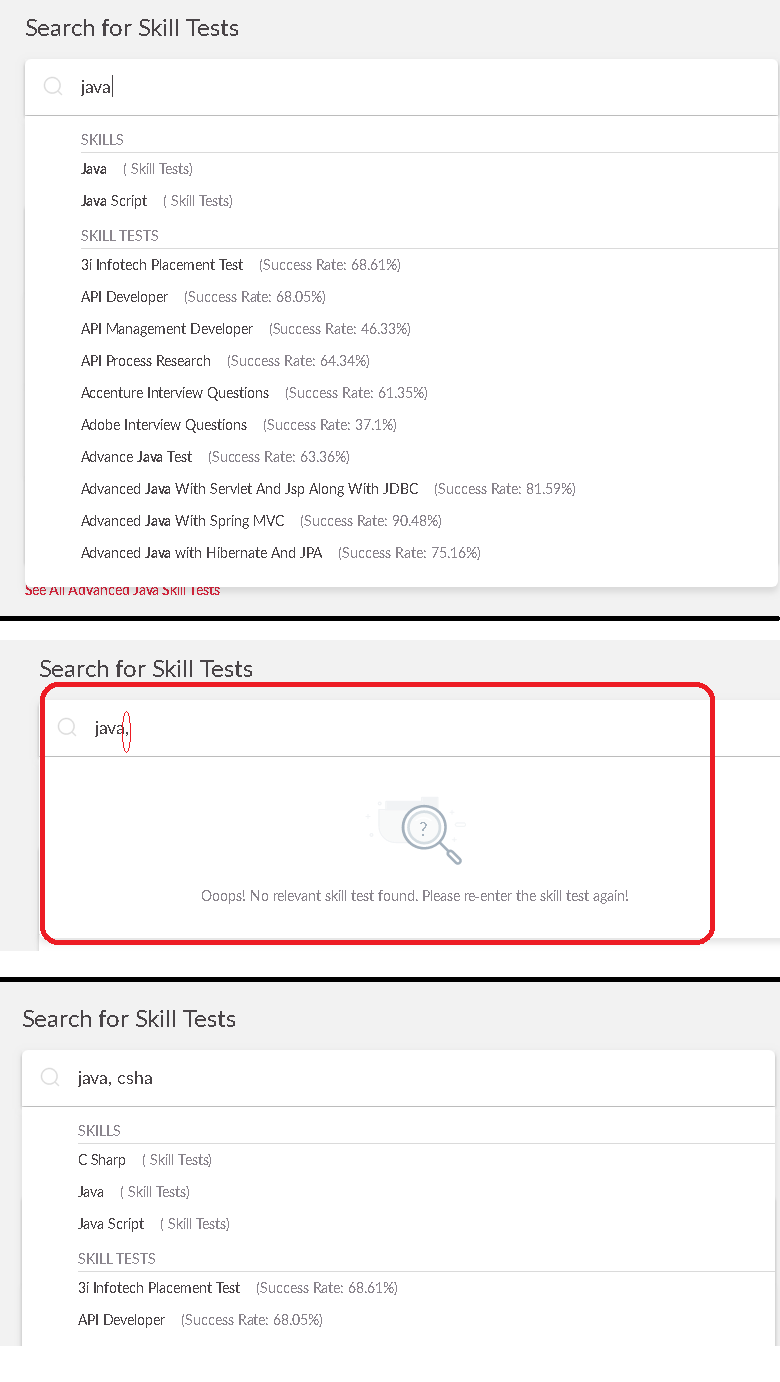 Search for Skill Tests
java
SKILLS
Java ( Skill Tests)
Java Script ( Skill Tests)
SKILL TESTS
3i Infotech Placement Test (Success Rate: 68.61%)
API Developer (Success Rate: 68.05%)
API Management Developer (Success Rate: 46.33%)
API Process Research (Success Rate: 64.34%)
Accenture Interview Questions (Success Rate: 61.35%)
Adobe Interview Questions (Success Rate: 37.1%)
Advance Java Test (Success Rate: 63.36%)
Advanced Java With Servlet And Jsp Along With JDBC (Success Rate: 81.59%)
Advanced Java With Spring MVC (Success Rate: 90.48%)
Advanced Java with Hibernate And JPA (Success Rate: 75.16%)
See All Advanced Java Skill Tests
Search for Skill Tests
java,
?
Ooops! No relevant skill test found. Please re-enter the skill test again!
Search for Skill Tests
java, csha
SKILLS
C Sharp ( Skill Tests)
Java ( Skill Tests)
Java Script ( Skill Tests)
SKILL TESTS
3i Infotech Placement Test (Success Rate: 68.61%)
API Developer (Success Rate: 68.05%)